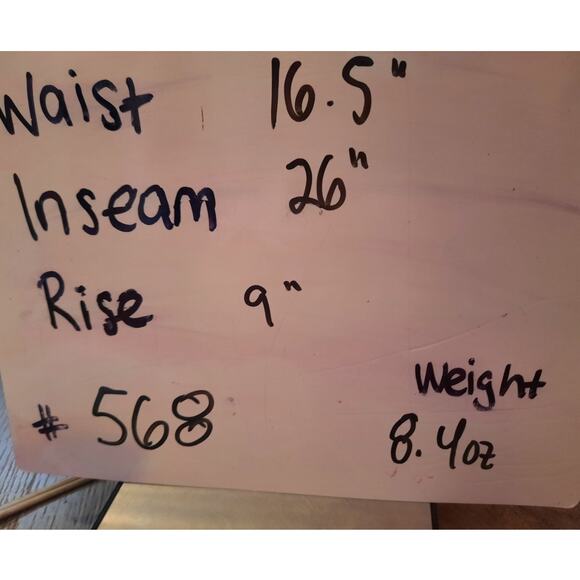 Waist 16.5"
Inseam 26"
Rise 9"
Weight
# 568 8.4oz